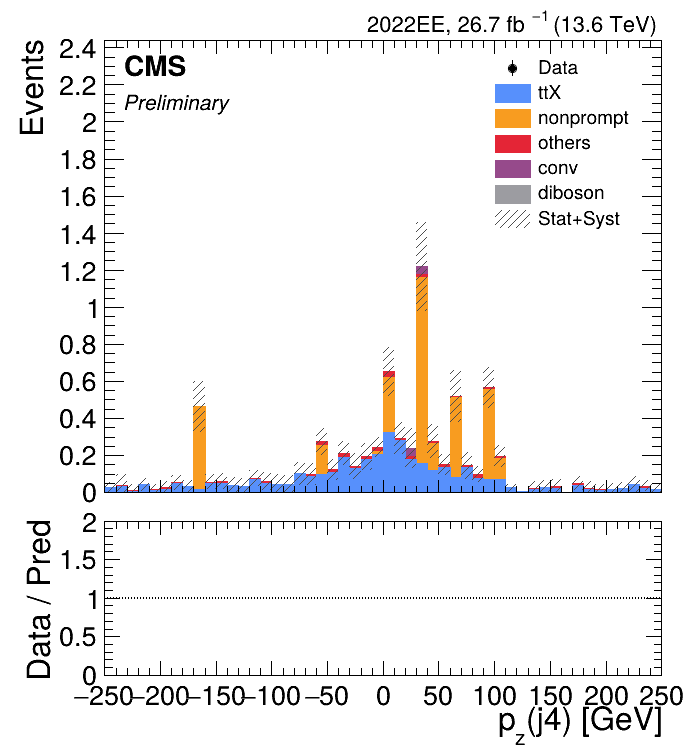 2022EE, 26.7 fb⁻¹ (13.6 TeV)
CMS
Preliminary
Events
2.4
2.2
2
1.8
1.6
1.4
1.2
1
0.8
0.6
0.4
0.2
0
Data
ttX
nonprompt
others
conv
diboson
Stat+Syst
Data / Pred
2
1.5
1
0.5
0
−250 −200 −150 −100 −50 0 50 100 150 200 250
p_z(j4) [GeV]